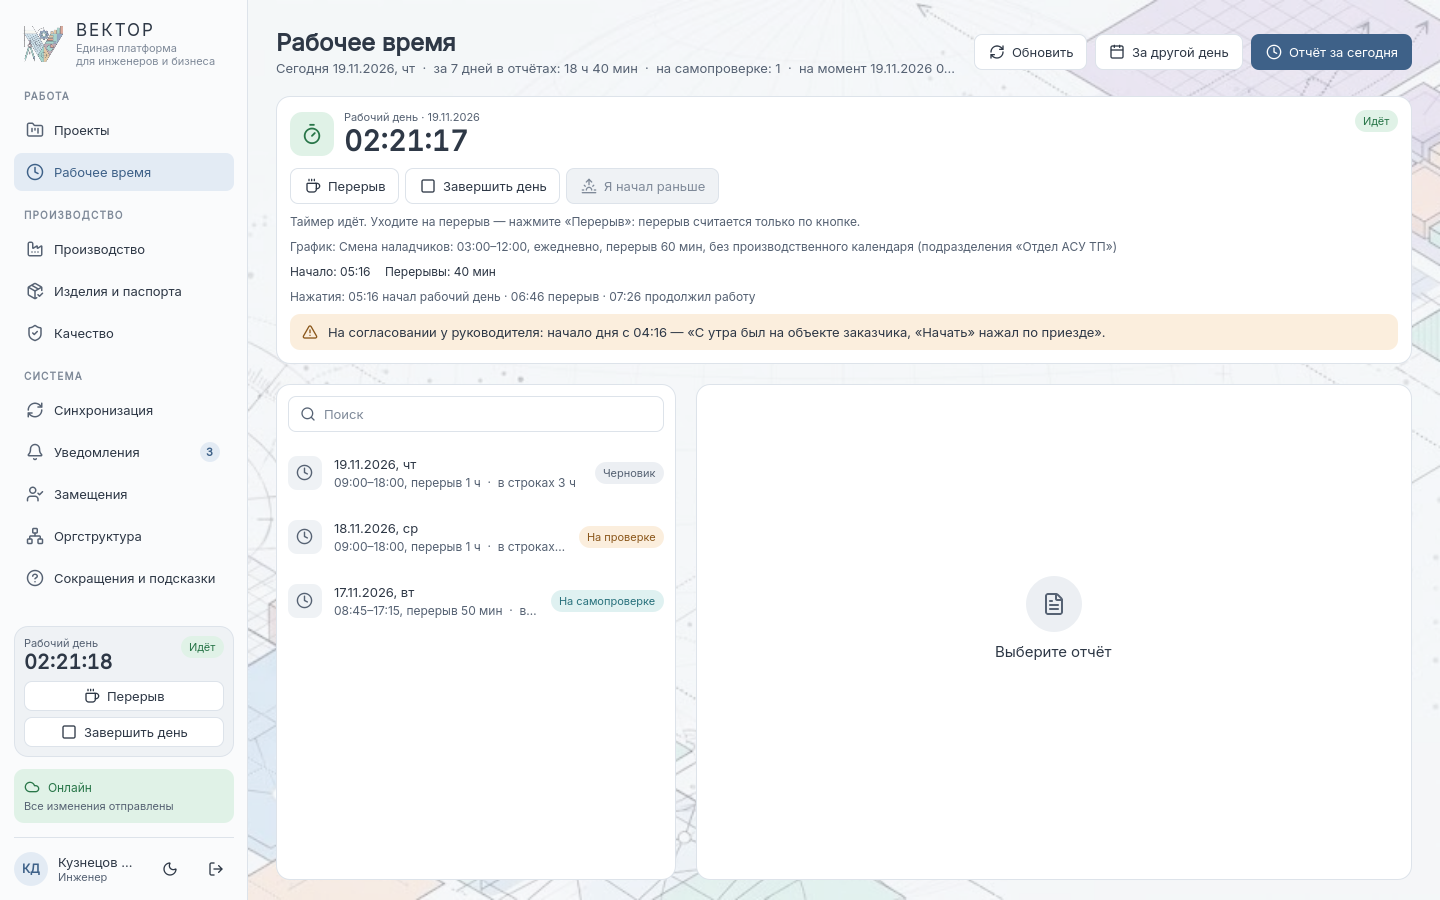 ВЕКТОР
Единая платформа
для инженеров и бизнеса
РАБОТА
Проекты
Рабочее время
ПРОИЗВОДСТВО
Производство
Изделия и паспорта
Качество
СИСТЕМА
Синхронизация
Уведомления 3
Замещения
Оргструктура
Сокращения и подсказки
Рабочий день
Идёт
02:21:18
Перерыв
Завершить день
Онлайн
Все изменения отправлены
КД
Кузнецов ...
Инженер
Рабочее время
Сегодня 19.11.2026, чт · за 7 дней в отчётах: 18 ч 40 мин · на самопроверке: 1 · на момент 19.11.2026 0...
Обновить
За другой день
Отчёт за сегодня
Рабочий день · 19.11.2026
02:21:17
Идёт
Перерыв
Завершить день
Я начал раньше
Таймер идёт. Уходите на перерыв — нажмите «Перерыв»: перерыв считается только по кнопке.
График: Смена наладчиков: 03:00–12:00, ежедневно, перерыв 60 мин, без производственного календаря (подразделения «Отдел АСУ ТП»)
Начало: 05:16 Перерывы: 40 мин
Нажатия: 05:16 начал рабочий день · 06:46 перерыв · 07:26 продолжил работу
На согласовании у руководителя: начало дня с 04:16 — «С утра был на объекте заказчика, «Начать» нажал по приезде».
Поиск
19.11.2026, чт
09:00–18:00, перерыв 1 ч · в строках 3 ч
Черновик
18.11.2026, ср
09:00–18:00, перерыв 1 ч · в строках...
На проверке
17.11.2026, вт
08:45–17:15, перерыв 50 мин · в...
На самопроверке
Выберите отчёт